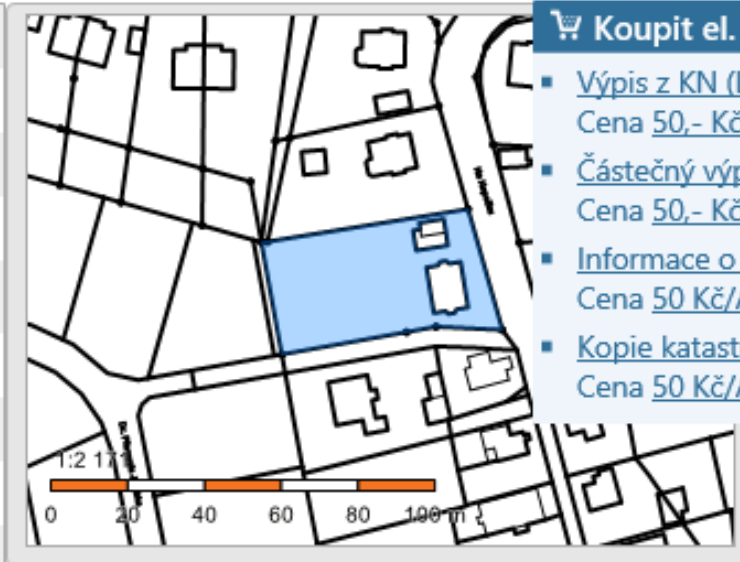 Koupit el.
Výpis z KN (
Cena 50,- Kč
Částečný výp
Cena 50,- Kč
Informace o
Cena 50 Kč/
Kopie katast
Cena 50 Kč/
1:2 171
0 20 40 60 80 100 m